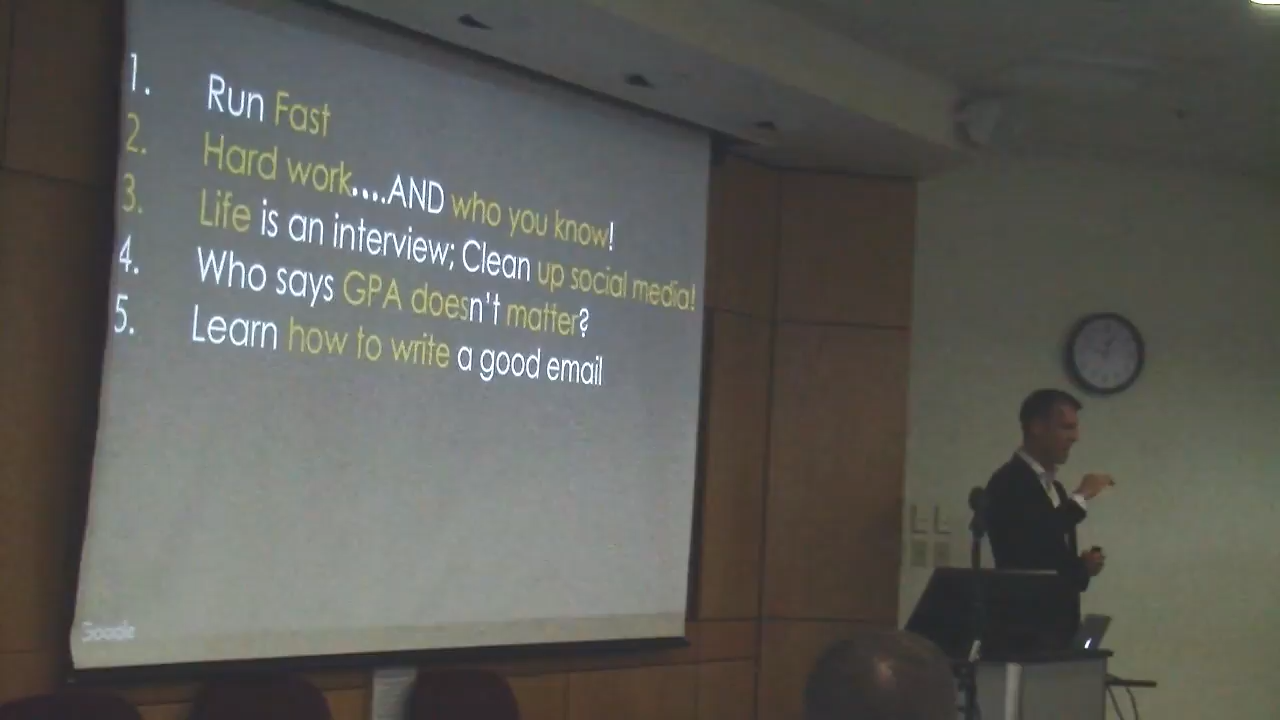 1. Run Fast
2. Hard work....AND who you know!
3. Life is an interview; Clean up social media!
4. Who says GPA doesn't matter?
5. Learn how to write a good email
Google